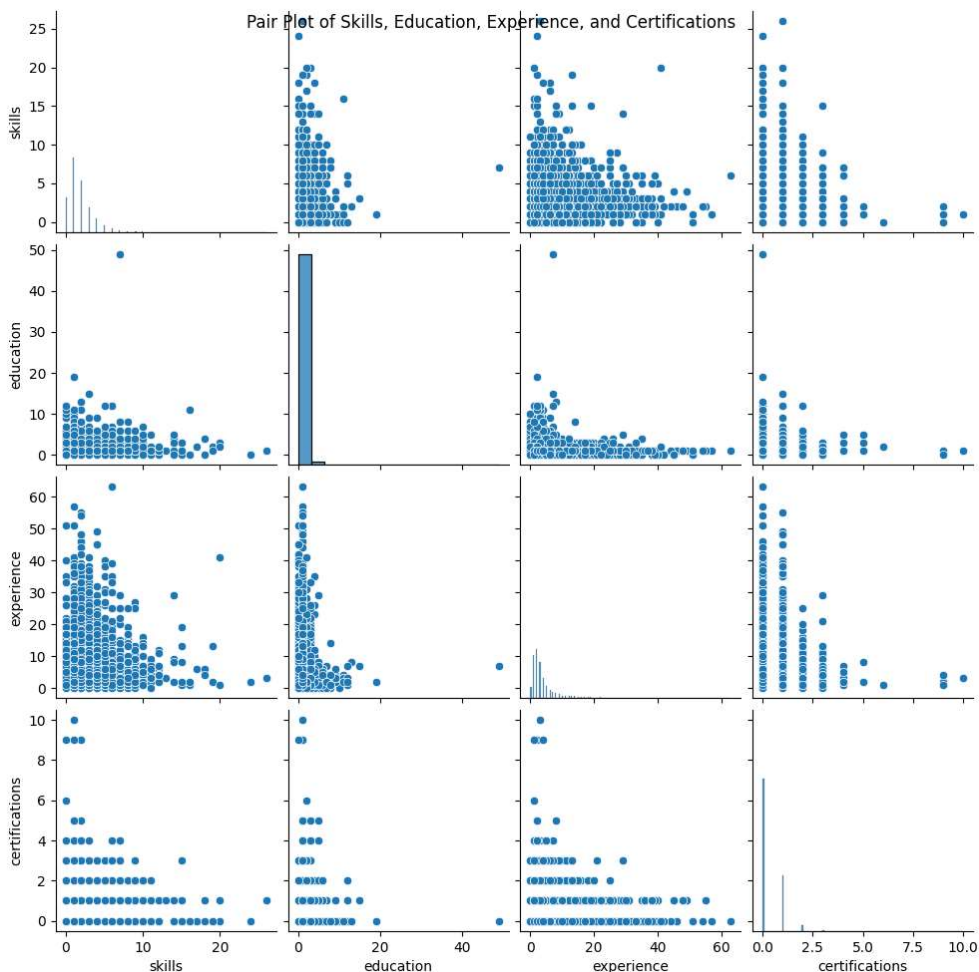 Pair Plot of Skills, Education, Experience, and Certifications
25
20
15
10
5
0
skills
50
40
30
20
10
0
education
60
50
40
30
20
10
0
experience
10
8
6
4
2
0
certifications
0 10 20
skills
0 20 40
education
0 20 40 60
experience
0.0 2.5 5.0 7.5 10.0
certifications